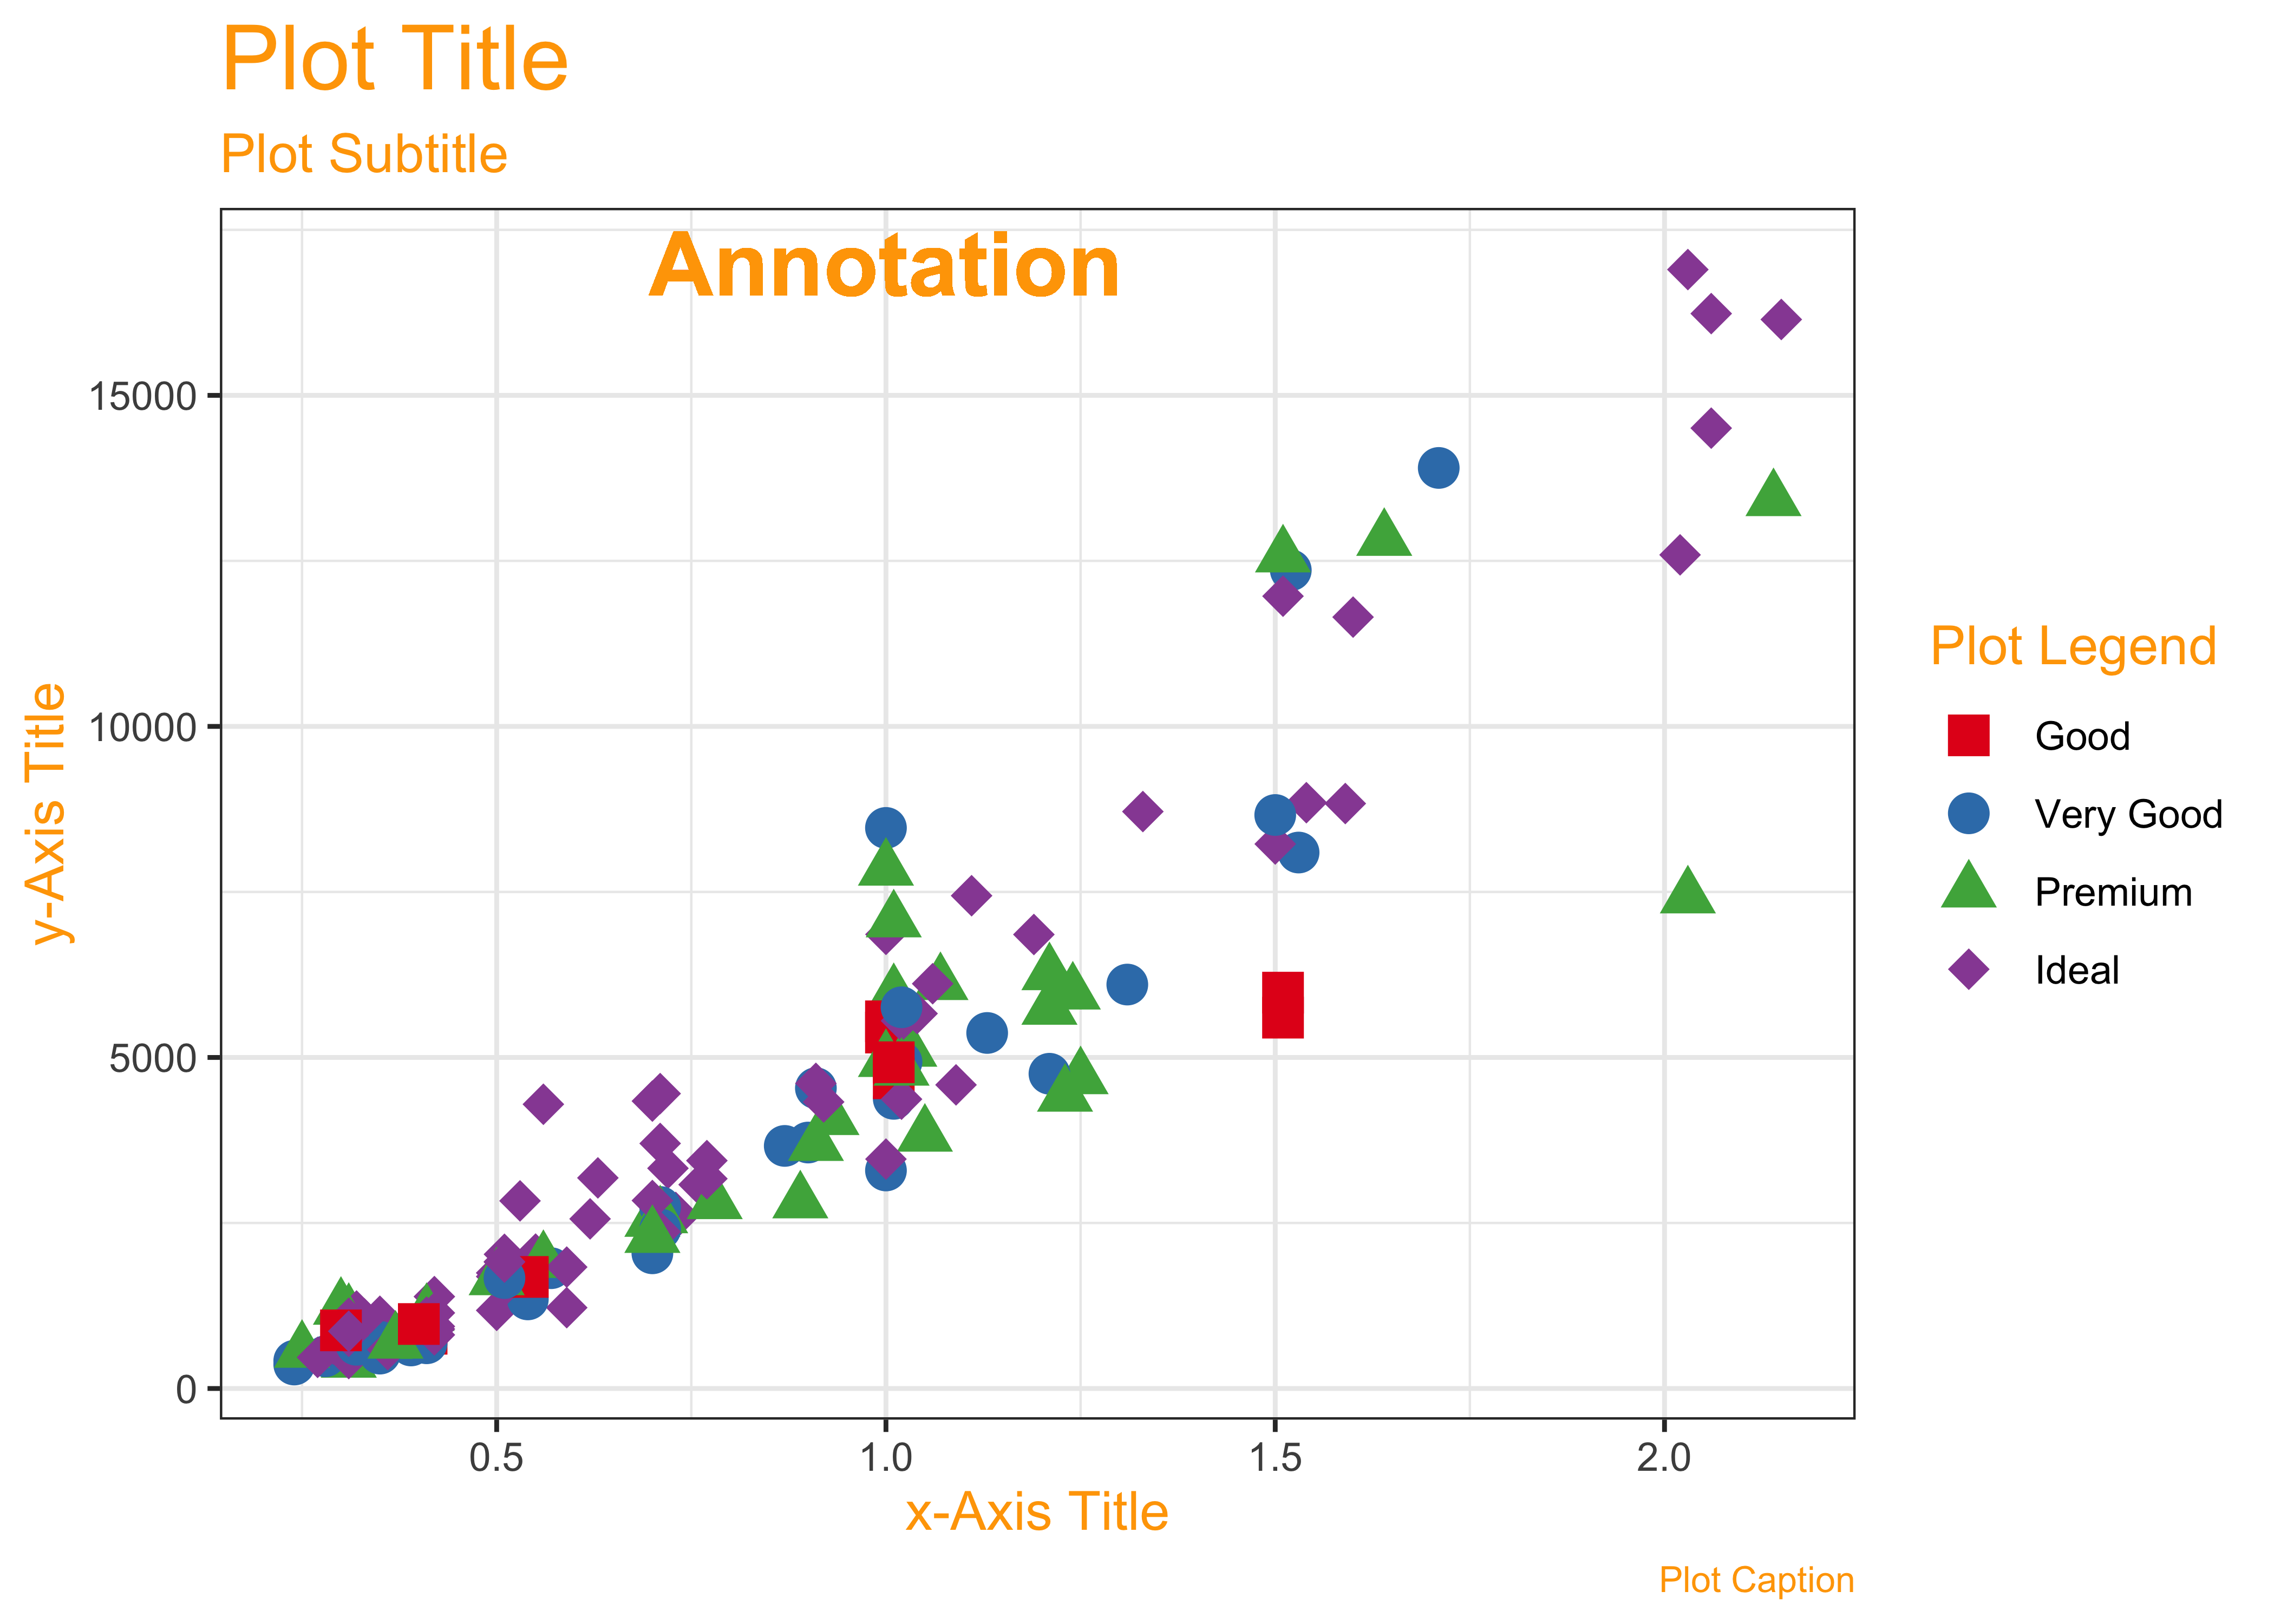 Plot Title
Plot Subtitle
Annotation
15000
10000
5000
0
y-Axis Title
0.5 1.0 1.5 2.0
x-Axis Title
Plot Legend
Good
Very Good
Premium
Ideal
Plot Caption